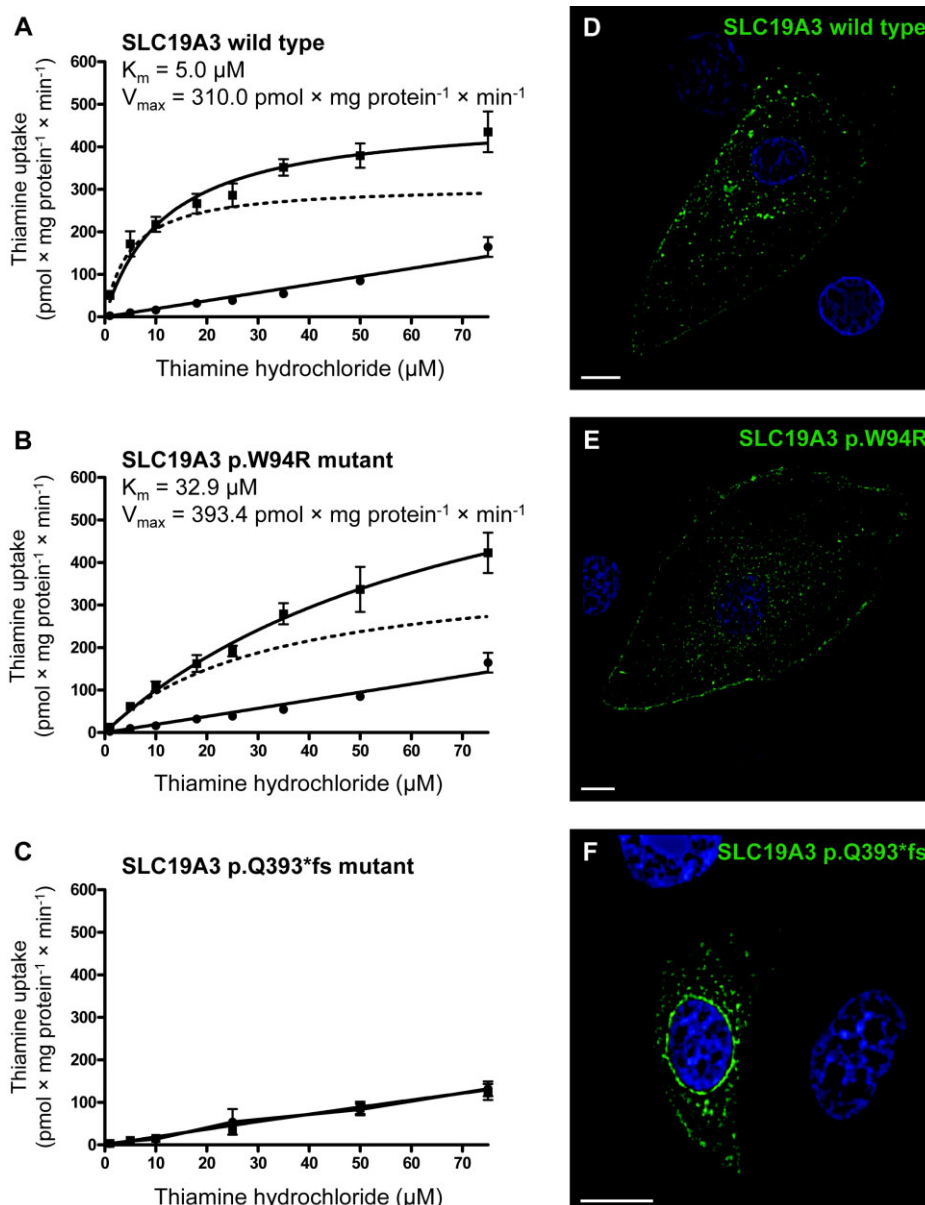 A
SLC19A3 wild type
Km = 5.0 µM
Vmax = 310.0 pmol × mg protein⁻¹ × min⁻¹
Thiamine uptake
(pmol × mg protein⁻¹ × min⁻¹)
600
500
400
300
200
100
0
0 10 20 30 40 50 60 70
Thiamine hydrochloride (µM)
D
SLC19A3 wild type
B
SLC19A3 p.W94R mutant
Km = 32.9 µM
Vmax = 393.4 pmol × mg protein⁻¹ × min⁻¹
Thiamine uptake
(pmol × mg protein⁻¹ × min⁻¹)
600
500
400
300
200
100
0
0 10 20 30 40 50 60 70
Thiamine hydrochloride (µM)
E
SLC19A3 p.W94R
C
SLC19A3 p.Q393*fs mutant
Thiamine uptake
(pmol × mg protein⁻¹ × min⁻¹)
600
500
400
300
200
100
0
0 10 20 30 40 50 60 70
Thiamine hydrochloride (µM)
F
SLC19A3 p.Q393*fs